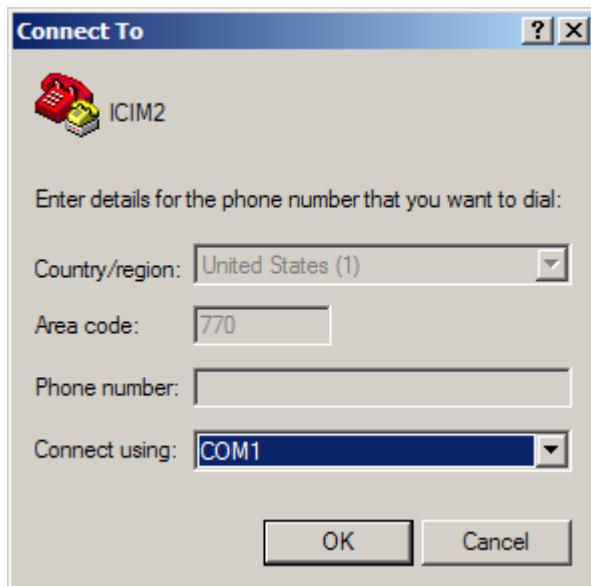 Connect To
ICIM2
Enter details for the phone number that you want to dial:
Country/region: United States (1)
Area code: 770
Phone number:
Connect using: COM1
OK Cancel